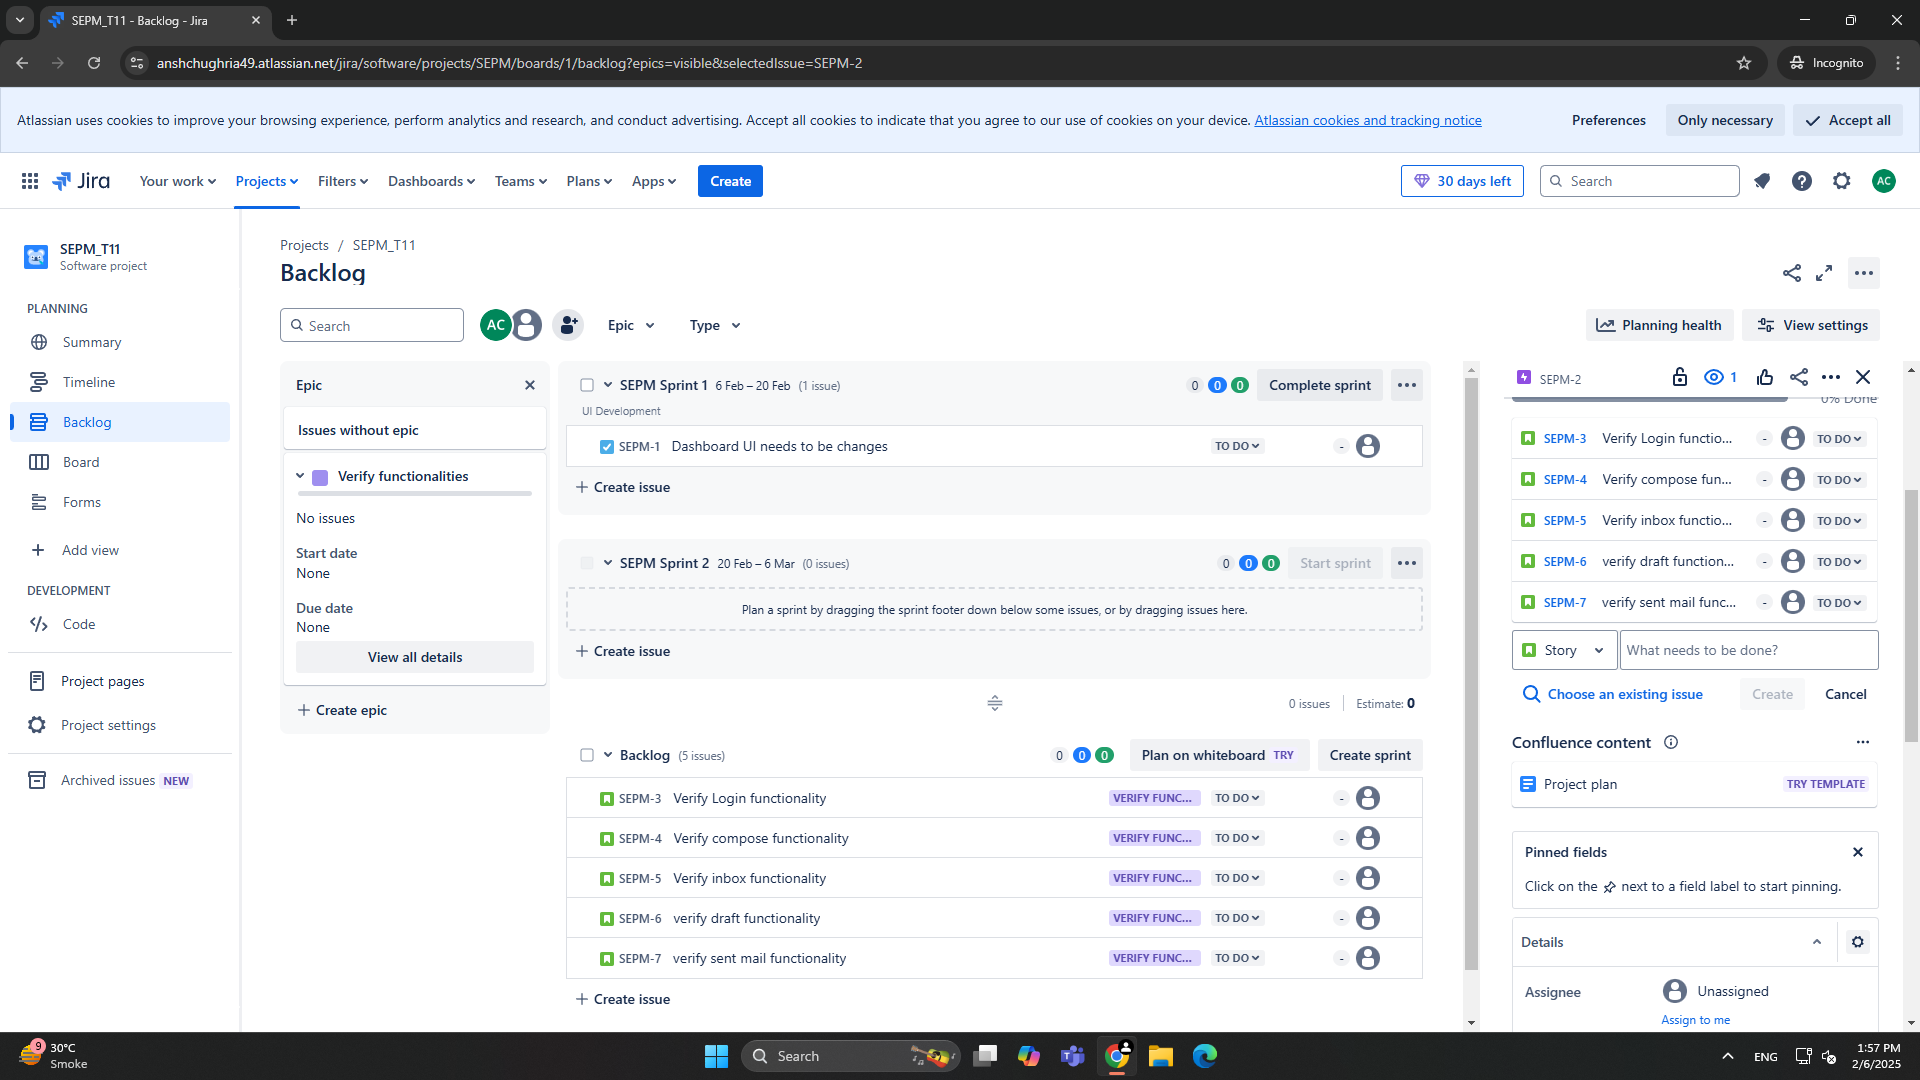 SEPM_T11 - Backlog - Jira
anshchughria49.atlassian.net/jira/software/projects/SEPM/boards/1/backlog?epics=visible&selectedIssue=SEPM-2
Incognito
Atlassian uses cookies to improve your browsing experience, perform analytics and research, and conduct advertising. Accept all cookies to indicate that you agree to our use of cookies on your device. Atlassian cookies and tracking notice
Preferences
Only necessary
Accept all
Jira
Your work
Projects
Filters
Dashboards
Teams
Plans
Apps
Create
30 days left
Search
AC
SEPM_T11
Software project
PLANNING
Summary
Timeline
Backlog
Board
Forms
Add view
DEVELOPMENT
Code
Project pages
Project settings
Archived issues NEW
Projects / SEPM_T11
Backlog
Search
AC
Epic
Type
Planning health
View settings
Epic
Issues without epic
Verify functionalities
No issues
Start date
None
Due date
None
View all details
Create epic
SEPM Sprint 1 6 Feb – 20 Feb (1 issue)
0 0 0
Complete sprint
UI Development
SEPM-1 Dashboard UI needs to be changes
TO DO
-
Create issue
SEPM Sprint 2 20 Feb – 6 Mar (0 issues)
0 0 0
Start sprint
Plan a sprint by dragging the sprint footer down below some issues, or by dragging issues here.
Create issue
0 issues
Estimate: 0
Backlog (5 issues)
0 0 0
Plan on whiteboard TRY
Create sprint
SEPM-3 Verify Login functionality VERIFY FUNC... TO DO -
SEPM-4 Verify compose functionality VERIFY FUNC... TO DO -
SEPM-5 Verify inbox functionality VERIFY FUNC... TO DO -
SEPM-6 verify draft functionality VERIFY FUNC... TO DO -
SEPM-7 verify sent mail functionality VERIFY FUNC... TO DO -
Create issue
SEPM-2
1
0% Done
SEPM-3 Verify Login functio... - TO DO
SEPM-4 Verify compose fun... - TO DO
SEPM-5 Verify inbox functio... - TO DO
SEPM-6 verify draft function... - TO DO
SEPM-7 verify sent mail func... - TO DO
Story
What needs to be done?
Choose an existing issue
Create
Cancel
Confluence content
Project plan
TRY TEMPLATE
Pinned fields
Click on the next to a field label to start pinning.
Details
Assignee
Unassigned
Assign to me
9
30°C
Smoke
Search
ENG
1:57 PM
2/6/2025